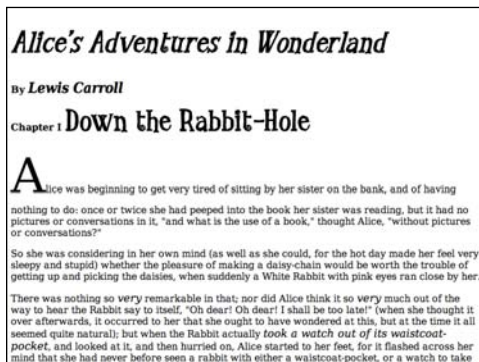 Alice's Adventures in Wonderland
By Lewis Carroll
Chapter I Down the Rabbit-Hole
Alice was beginning to get very tired of sitting by her sister on the bank, and of having
nothing to do: once or twice she had peeped into the book her sister was reading, but it had no
pictures or conversations in it, "and what is the use of a book," thought Alice, "without pictures
or conversations?"
So she was considering in her own mind (as well as she could, for the hot day made her feel very
sleepy and stupid) whether the pleasure of making a daisy-chain would be worth the trouble of
getting up and picking the daisies, when suddenly a White Rabbit with pink eyes ran close by her.
There was nothing so very remarkable in that; nor did Alice think it so very much out of the
way to hear the Rabbit say to itself, "Oh dear! Oh dear! I shall be too late!" (when she thought it
over afterwards, it occurred to her that she ought to have wondered at this, but at the time it all
seemed quite natural); but when the Rabbit actually took a watch out of its waistcoat-
pocket, and looked at it, and then hurried on, Alice started to her feet, for it flashed across her
mind that she had never before seen a rabbit with either a waistcoat-pocket, or a watch to take